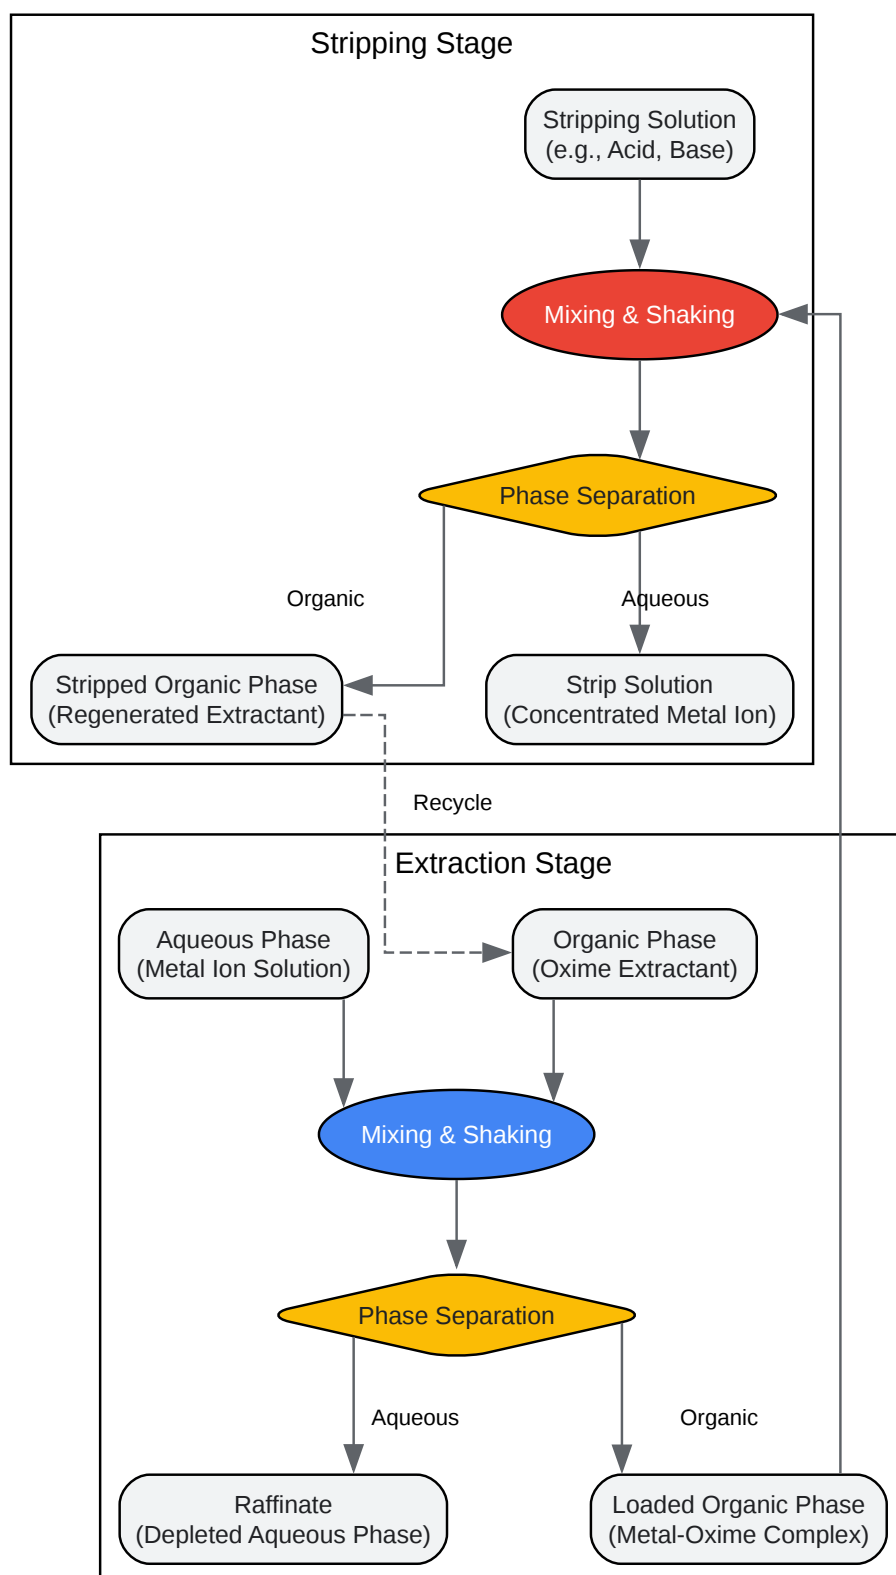 Stripping Stage
Stripping Solution
(e.g., Acid, Base)
Mixing & Shaking
Phase Separation
Organic
Aqueous
Stripped Organic Phase
(Regenerated Extractant)
Strip Solution
(Concentrated Metal Ion)
Recycle
Extraction Stage
Aqueous Phase
(Metal Ion Solution)
Organic Phase
(Oxime Extractant)
Mixing & Shaking
Phase Separation
Aqueous
Organic
Raffinate
(Depleted Aqueous Phase)
Loaded Organic Phase
(Metal-Oxime Complex)